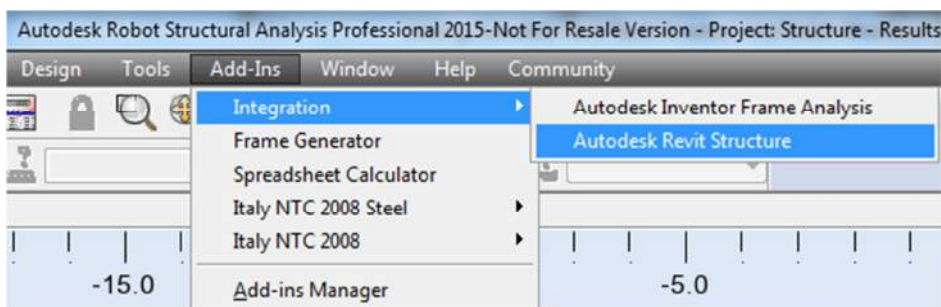 Autodesk Robot Structural Analysis Professional 2015-Not For Resale Version - Project: Structure - Results
Design Tools Add-Ins Window Help Community
Integration
Autodesk Inventor Frame Analysis
Frame Generator
Autodesk Revit Structure
Spreadsheet Calculator
Italy NTC 2008 Steel
Italy NTC 2008
Add-ins Manager
-15.0 -5.0